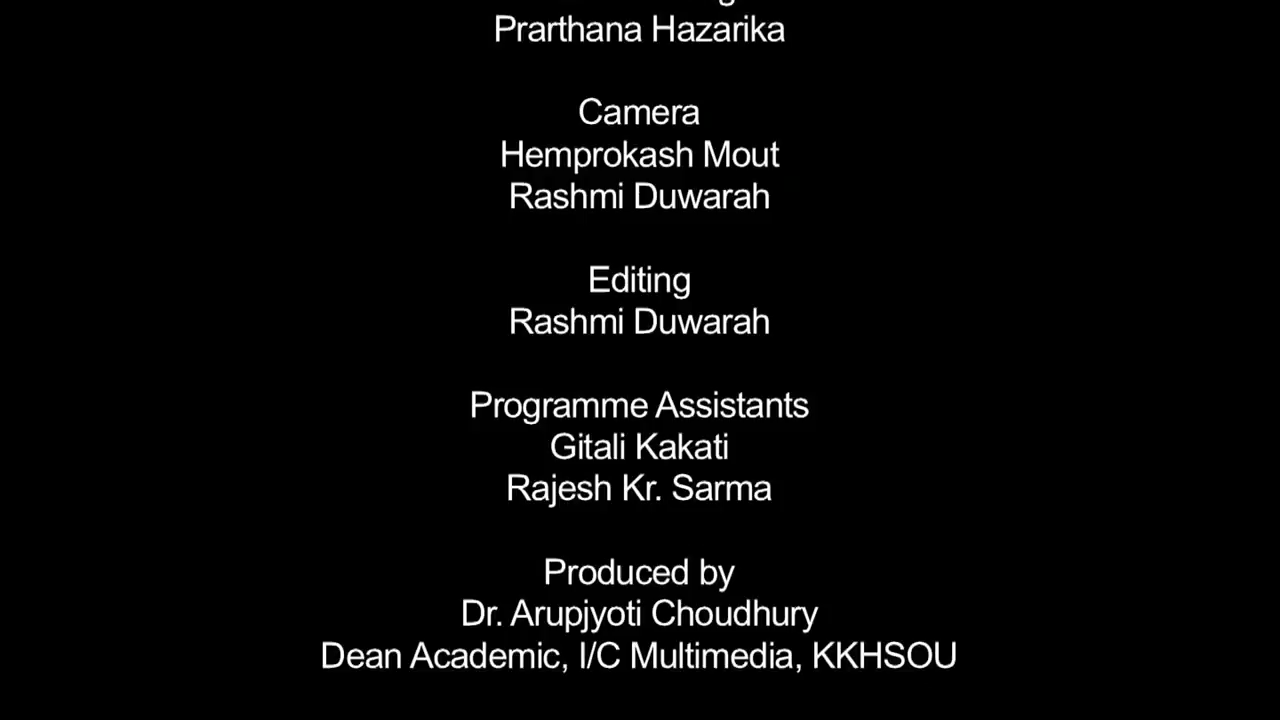 Prarthana Hazarika
Camera
Hemprokash Mout
Rashmi Duwarah
Editing
Rashmi Duwarah
Programme Assistants
Gitali Kakati
Rajesh Kr. Sarma
Produced by
Dr. Arupjyoti Choudhury
Dean Academic, I/C Multimedia, KKHSOU